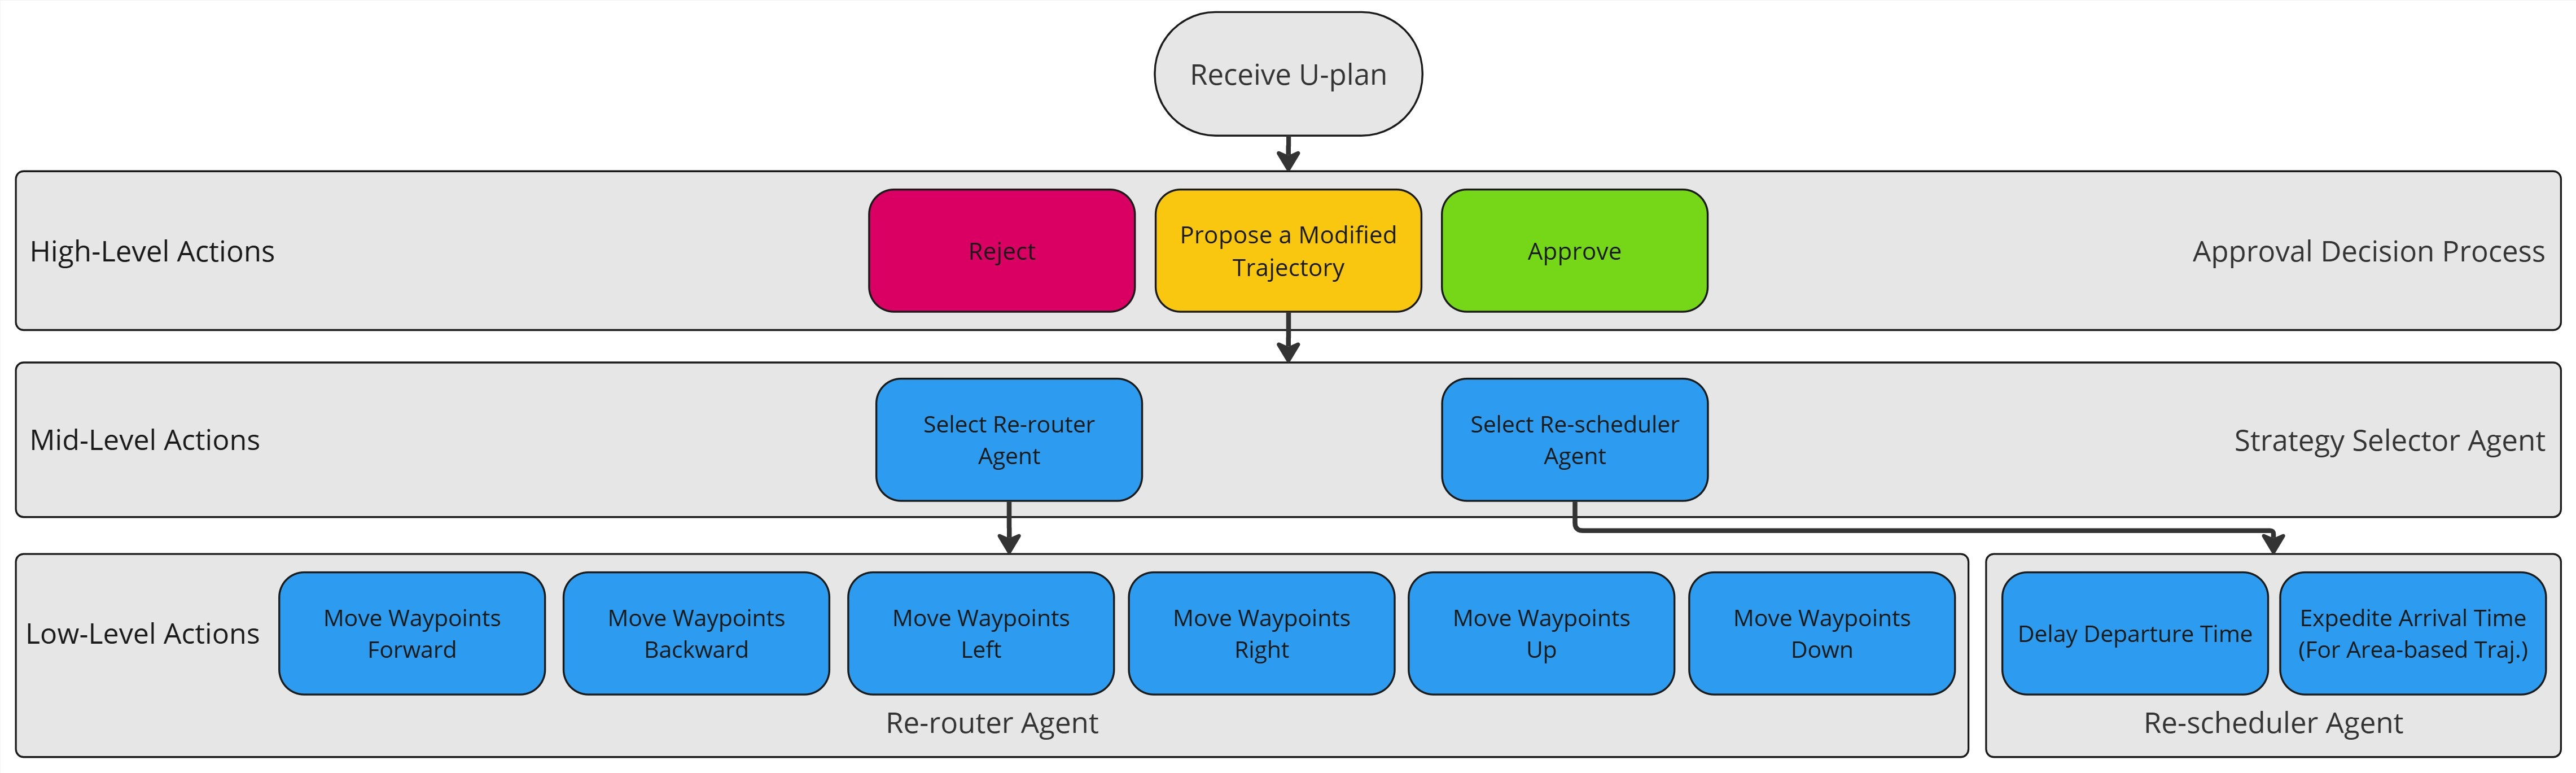 Receive U-plan
High-Level Actions
Reject
Propose a Modified
Trajectory
Approve
Approval Decision Process
Mid-Level Actions
Select Re-router
Agent
Select Re-scheduler
Agent
Strategy Selector Agent
Low-Level Actions
Move Waypoints
Forward
Move Waypoints
Backward
Move Waypoints
Left
Move Waypoints
Right
Move Waypoints
Up
Move Waypoints
Down
Re-router Agent
Delay Departure Time
Expedite Arrival Time
(For Area-based Traj.)
Re-scheduler Agent